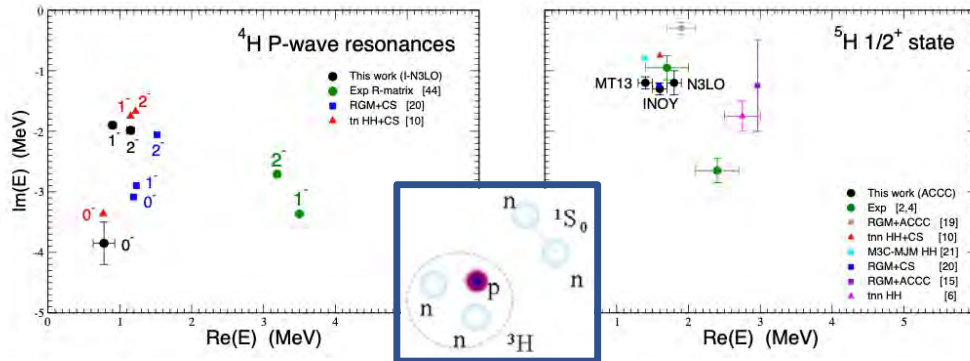 ⁴H P-wave resonances
This work (I-N3LO)
Exp R-matrix [44]
RGM+CS [20]
tn HH+CS [10]
1⁻ 2⁻
1⁻ 2⁻
2⁻
1⁻
0⁻
0⁻
0⁻
2⁻
1⁻
Im(E) (MeV)
-1
-2
-3
-4
-5
0 1 2 3 4
Re(E) (MeV)
⁵H 1/2⁺ state
MT13
N3LO
INOY
This work (ACCC)
Exp [2,4]
RGM+ACCC [19]
tnn HH+CS [10]
M3C-MJM HH [21]
RGM+CS [20]
RGM+ACCC [15]
tnn HH [6]
1 2 3 4 5
Re(E) (MeV)
n ¹S₀
n
n p
n ³H